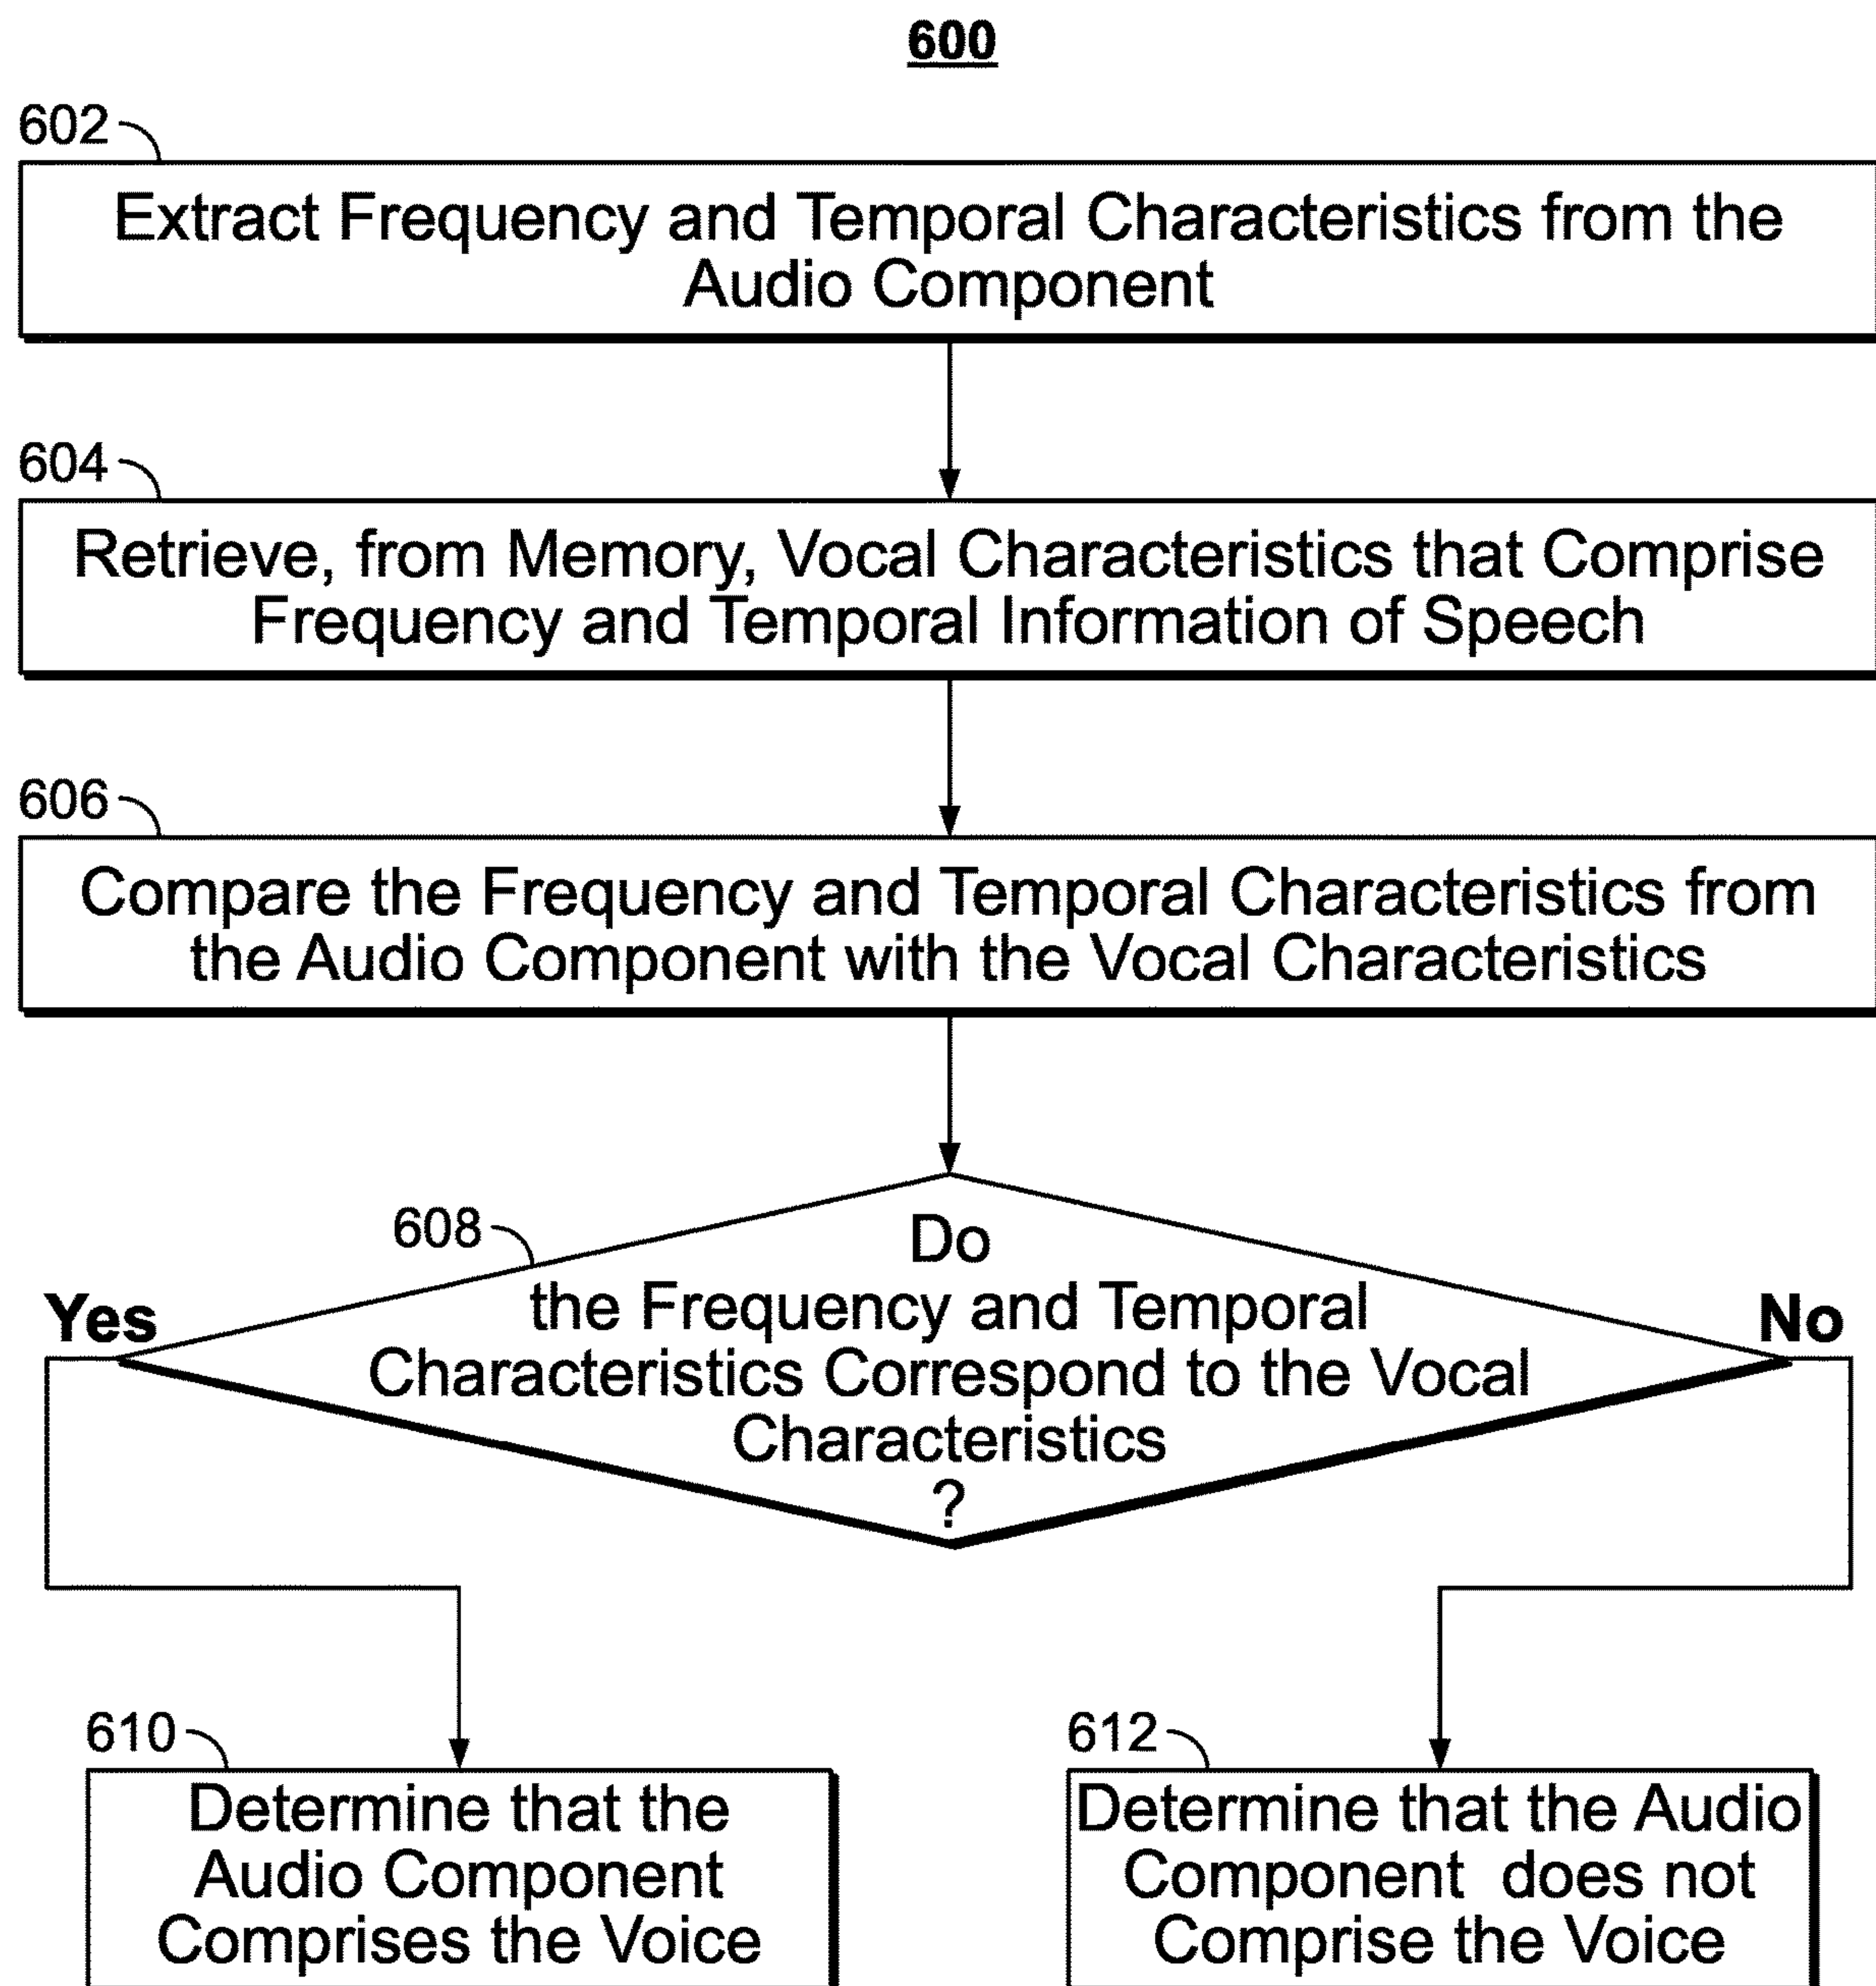 600
602
Extract Frequency and Temporal Characteristics from the
Audio Component
604
Retrieve, from Memory, Vocal Characteristics that Comprise
Frequency and Temporal Information of Speech
606
Compare the Frequency and Temporal Characteristics from
the Audio Component with the Vocal Characteristics
608
Do
the Frequency and Temporal
Characteristics Correspond to the Vocal
Characteristics
?
Yes
No
610
Determine that the
Audio Component
Comprises the Voice
612
Determine that the Audio
Component does not
Comprise the Voice